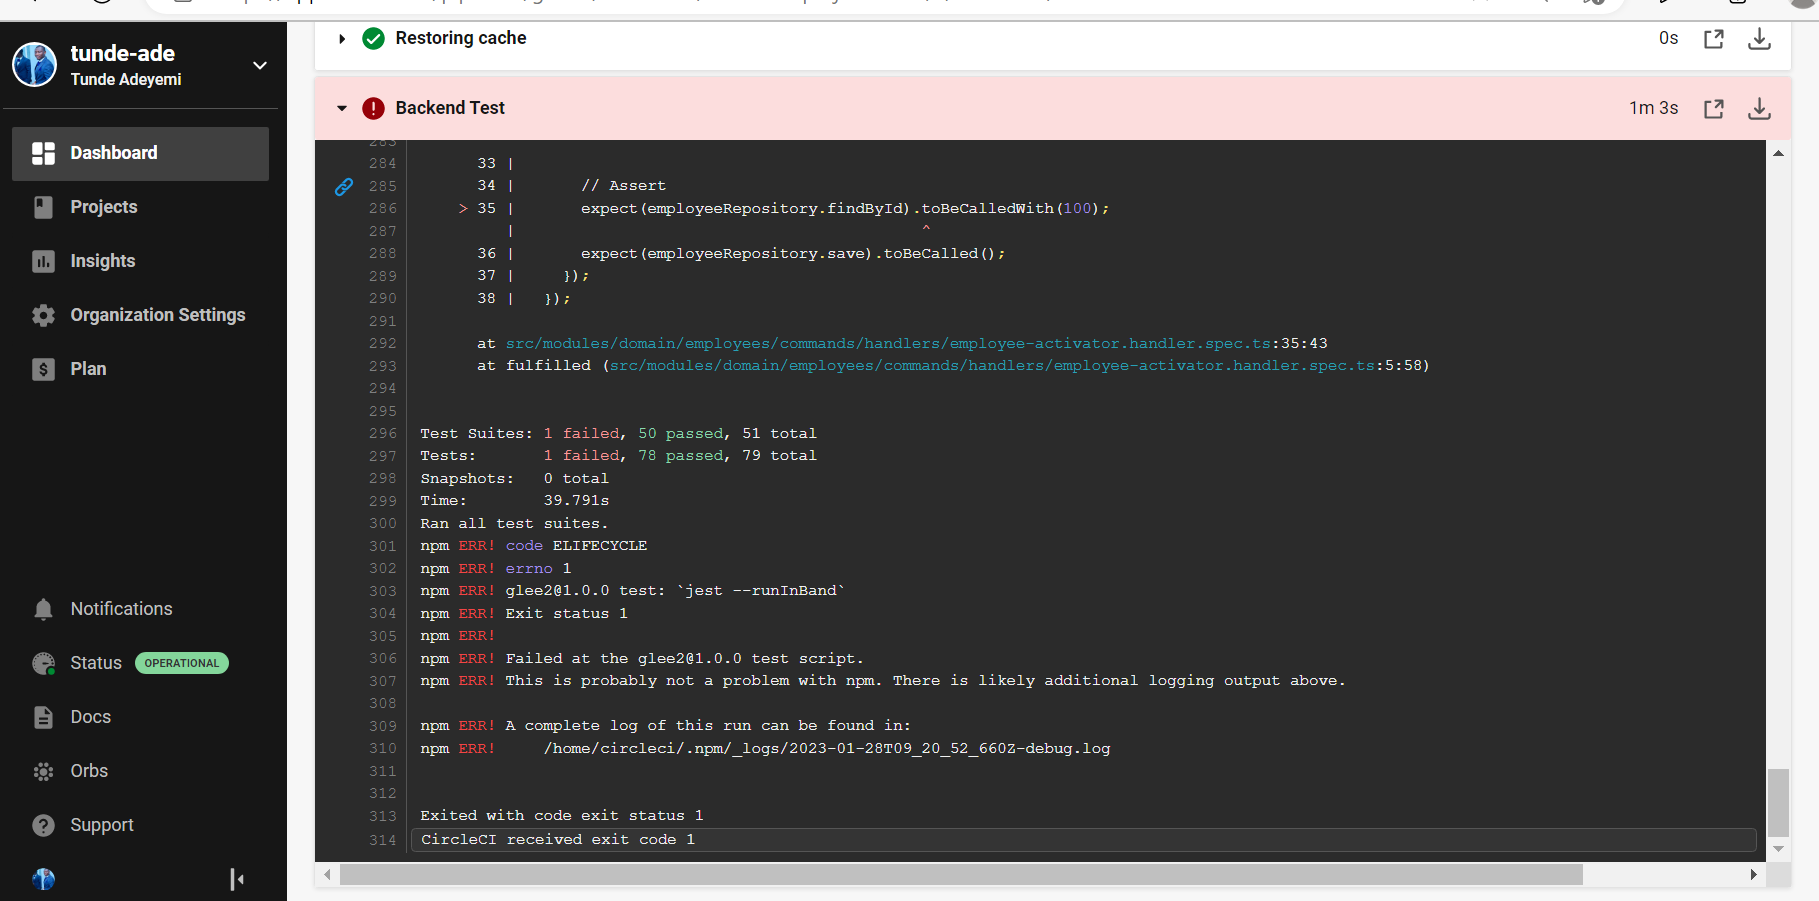 tunde-ade
Tunde Adeyemi
Dashboard
Projects
Insights
Organization Settings
Plan
Notifications
Status OPERATIONAL
Docs
Orbs
Support
Restoring cache 0s
Backend Test 1m 3s
283
284 33 |
285 34 | // Assert
286 > 35 | expect(employeeRepository.findById).toBeCalledWith(100);
287 | ^
288 36 | expect(employeeRepository.save).toBeCalled();
289 37 | });
290 38 | });
291
292 at src/modules/domain/employees/commands/handlers/employee-activator.handler.spec.ts:35:43
293 at fulfilled (src/modules/domain/employees/commands/handlers/employee-activator.handler.spec.ts:5:58)
294
295
296 Test Suites: 1 failed, 50 passed, 51 total
297 Tests: 1 failed, 78 passed, 79 total
298 Snapshots: 0 total
299 Time: 39.791s
300 Ran all test suites.
301 npm ERR! code ELIFECYCLE
302 npm ERR! errno 1
303 npm ERR! glee2@1.0.0 test: `jest --runInBand`
304 npm ERR! Exit status 1
305 npm ERR!
306 npm ERR! Failed at the glee2@1.0.0 test script.
307 npm ERR! This is probably not a problem with npm. There is likely additional logging output above.
308
309 npm ERR! A complete log of this run can be found in:
310 npm ERR! /home/circleci/.npm/_logs/2023-01-28T09_20_52_660Z-debug.log
311
312
313 Exited with code exit status 1
314 CircleCI received exit code 1